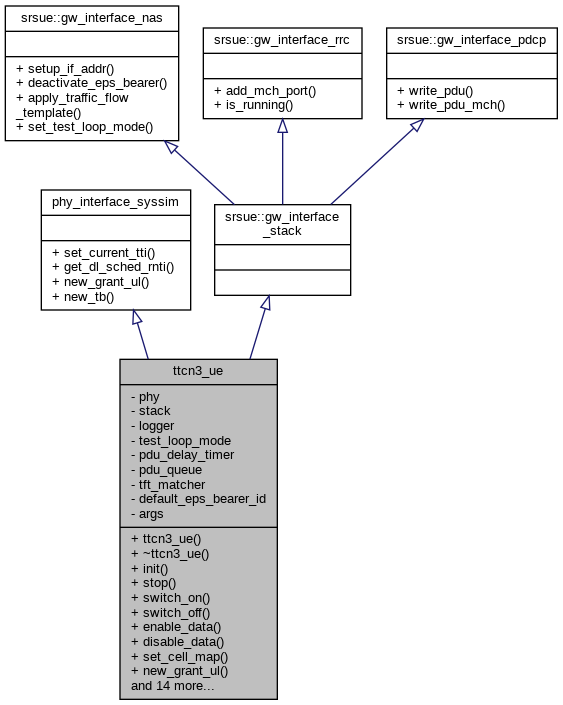 srsue::gw_interface_nas
+ setup_if_addr()
+ deactivate_eps_bearer()
+ apply_traffic_flow
_template()
+ set_test_loop_mode()
srsue::gw_interface_rrc
+ add_mch_port()
+ is_running()
srsue::gw_interface_pdcp
+ write_pdu()
+ write_pdu_mch()
phy_interface_syssim
+ set_current_tti()
+ get_dl_sched_rnti()
+ new_grant_ul()
+ new_tb()
srsue::gw_interface
_stack
ttcn3_ue
- phy
- stack
- logger
- test_loop_mode
- pdu_delay_timer
- pdu_queue
- tft_matcher
- default_eps_bearer_id
- args
+ ttcn3_ue()
+ ~ttcn3_ue()
+ init()
+ stop()
+ switch_on()
+ switch_off()
+ enable_data()
+ disable_data()
+ set_cell_map()
+ new_grant_ul()
and 14 more...